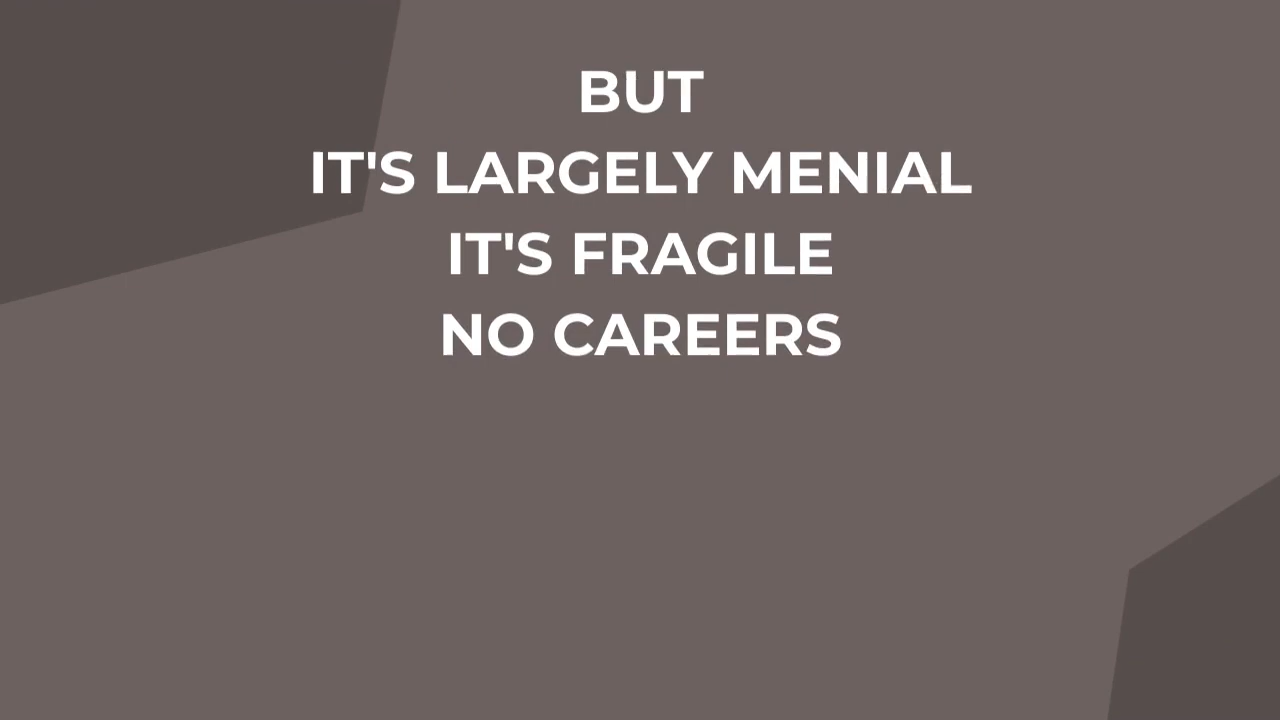 BUT
IT'S LARGELY MENIAL
IT'S FRAGILE
NO CAREERS